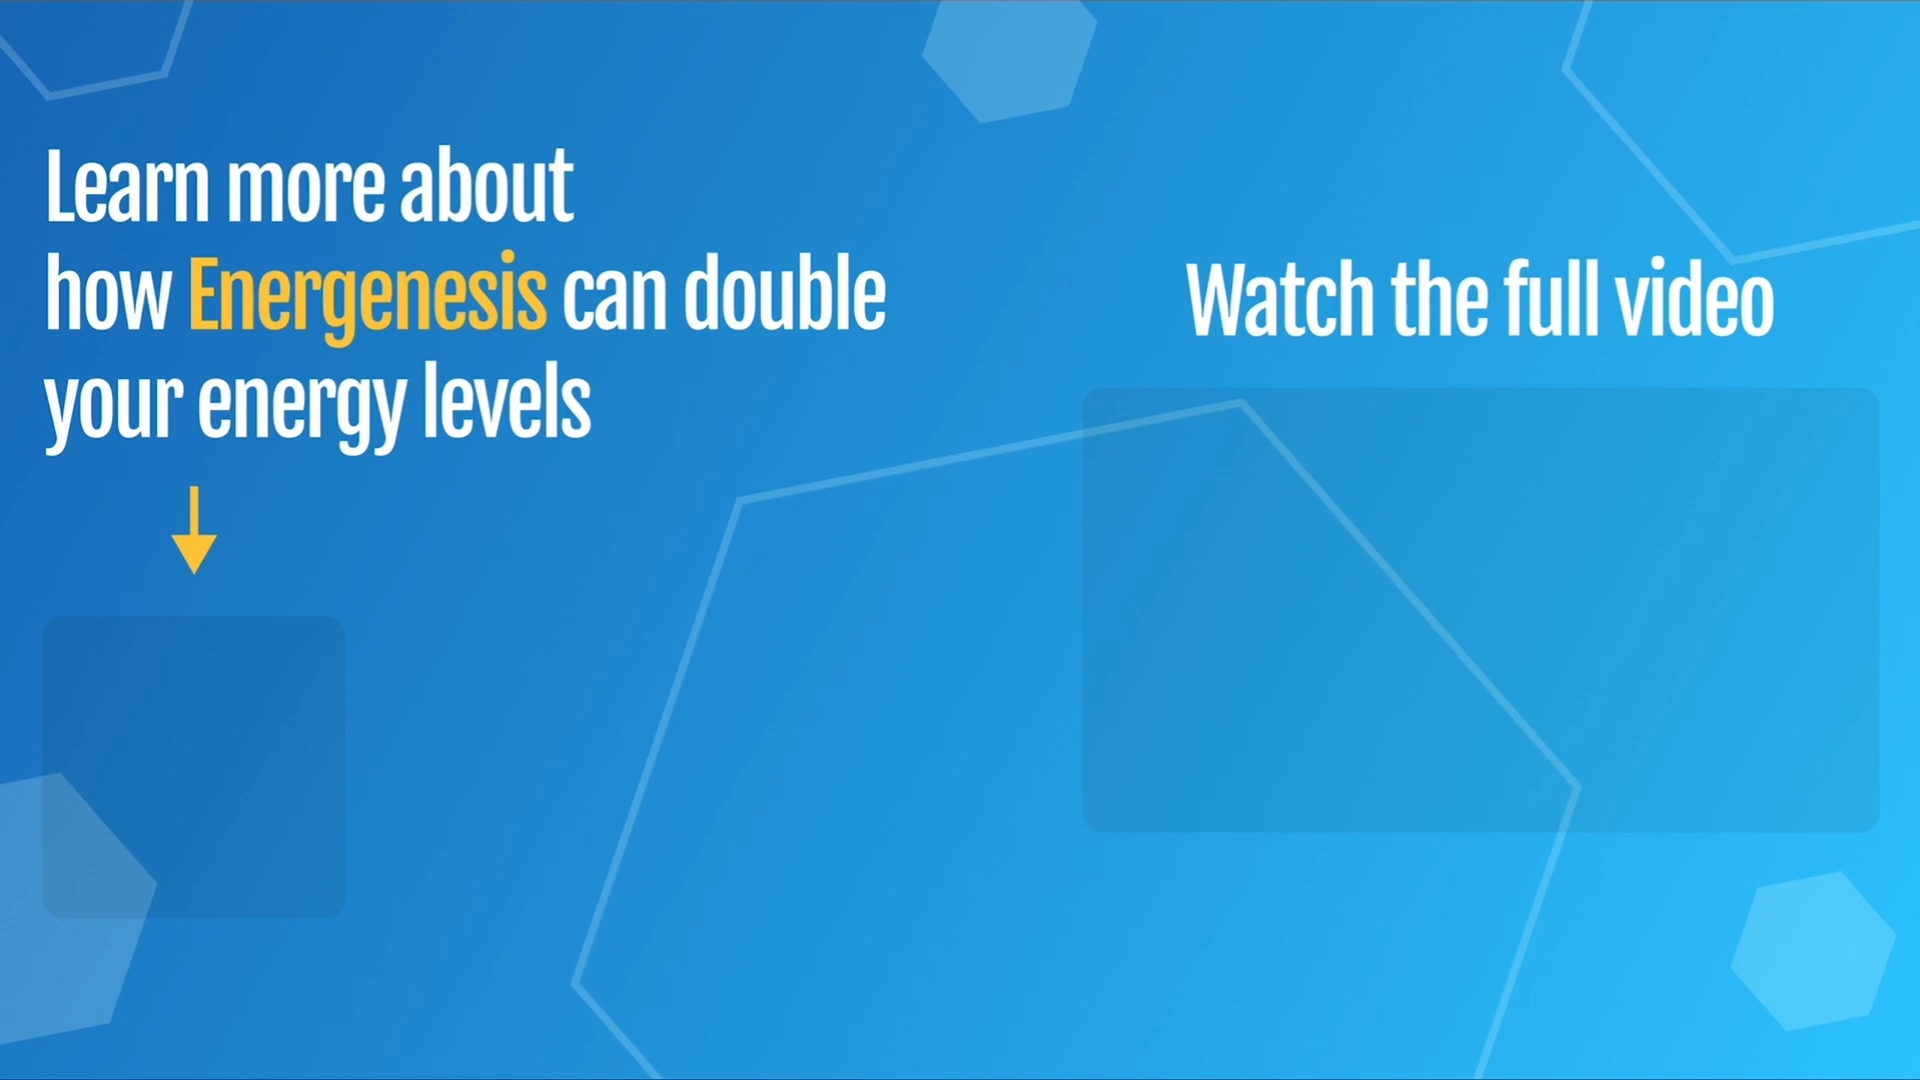 Learn more about
how Energenesis can double
your energy levels
Watch the full video